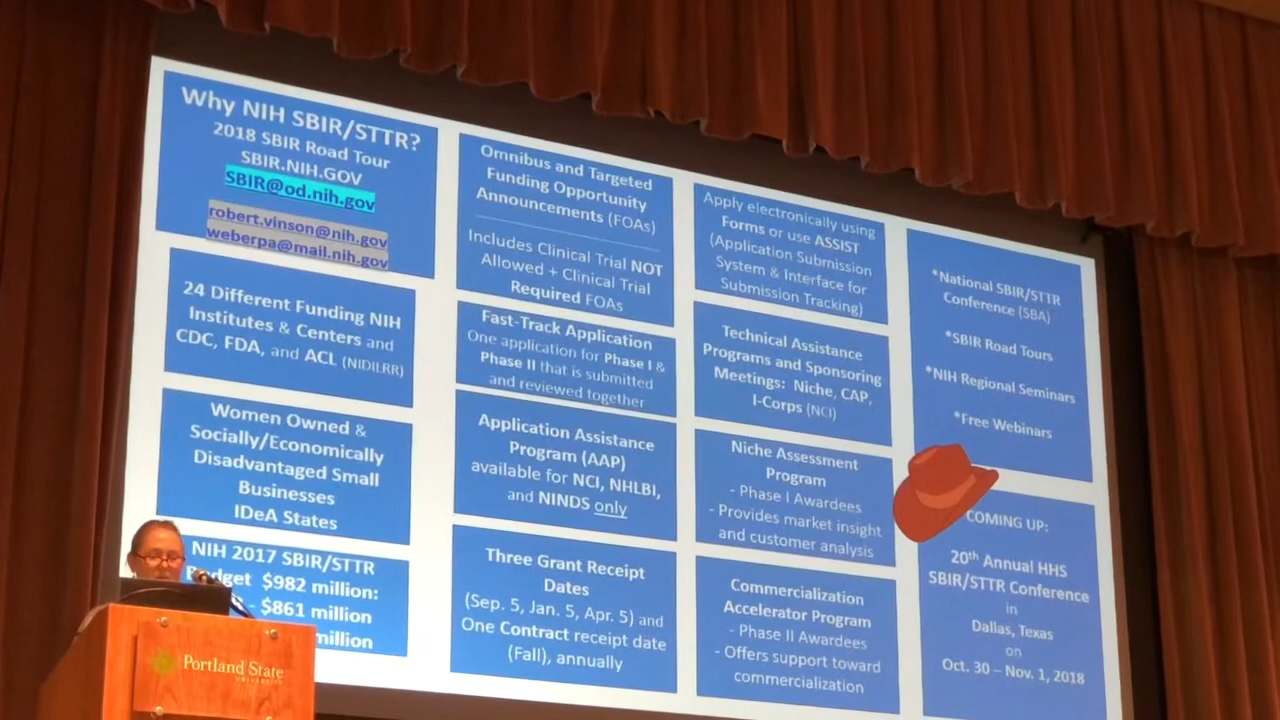 Why NIH SBIR/STTR?
2018 SBIR Road Tour
SBIR.NIH.GOV
SBIR@od.nih.gov
robert.vinson@nih.gov
weberpa@mail.nih.gov
24 Different Funding NIH
Institutes & Centers and
CDC, FDA, and ACL (NIDILRR)
Women Owned &
Socially/Economically
Disadvantaged Small
Businesses
IDeA States
NIH 2017 SBIR/STTR
$982 million:
- $861 million
million
Omnibus and Targeted
Funding Opportunity
Announcements (FOAs)
Includes Clinical Trial NOT
Allowed + Clinical Trial
Required FOAs
Fast-Track Application
One application for Phase I &
Phase II that is submitted
and reviewed together
Application Assistance
Program (AAP)
available for NCI, NHLBI,
and NINDS only
Three Grant Receipt
Dates
(Sep. 5, Jan. 5, Apr. 5) and
One Contract receipt date
(Fall), annually
Apply electronically using
Forms or use ASSIST
(Application Submission
System & Interface for
Submission Tracking)
Technical Assistance
Programs and Sponsoring
Meetings: Niche, CAP,
I-Corps (NCI)
Niche Assessment
Program
- Phase I Awardees
- Provides market insight
and customer analysis
Commercialization
Accelerator Program
- Phase II Awardees
- Offers support toward
commercialization
*National SBIR/STTR
Conference (SBA)
*SBIR Road Tours
*NIH Regional Seminars
*Free Webinars
COMING UP:
20th Annual HHS
SBIR/STTR Conference
in
Dallas, Texas
on
Oct. 30 – Nov. 1, 2018
Portland State
UNIVERSITY